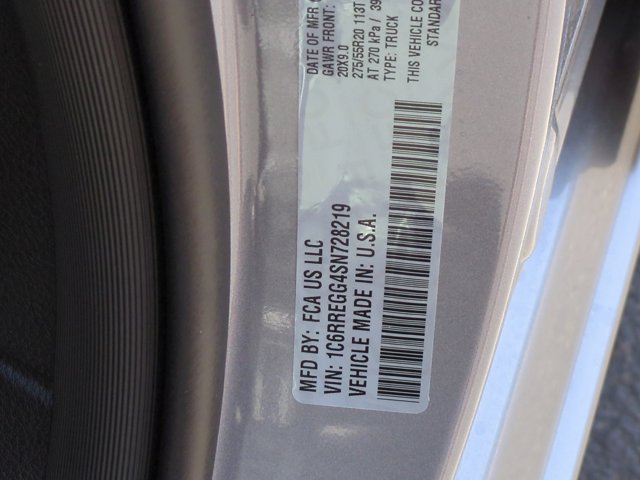 MFD BY: FCA US LLC
VIN: 1C6RREGG4SN728219
VEHICLE MADE IN: U.S.A.
DATE OF MFR
GAWR FRONT:
20X9.0
275/55R20 113T
AT 270 kPa / 39
TYPE: TRUCK
THIS VEHICLE CO
STANDAR